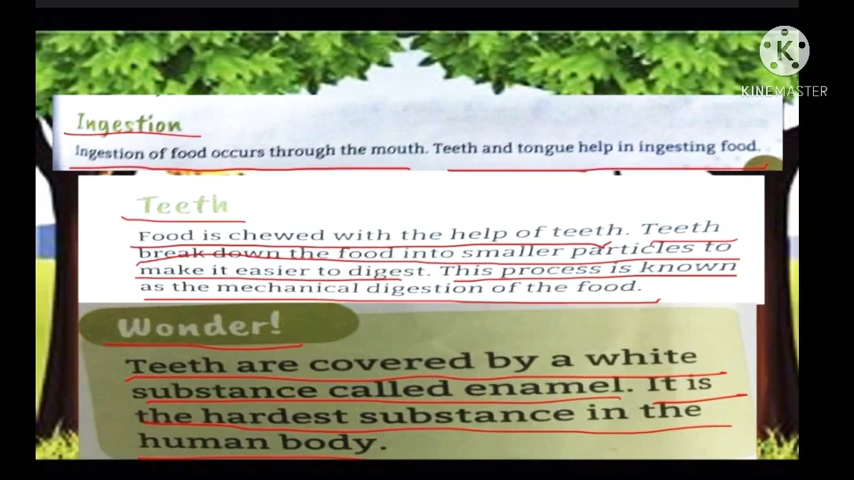 KINEMASTER
Ingestion
Ingestion of food occurs through the mouth. Teeth and tongue help in ingesting food.
Teeth
Food is chewed with the help of teeth. Teeth
break down the food into smaller particles to
make it easier to digest. This process is known
as the mechanical digestion of the food.
Wonder!
Teeth are covered by a white
substance called enamel. It is
the hardest substance in the
human body.